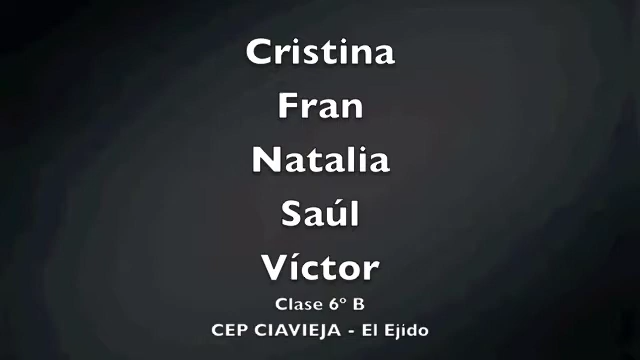 Cristina
Fran
Natalia
Saúl
Víctor
Clase 6º B
CEP CIAVIEJA - El Ejido